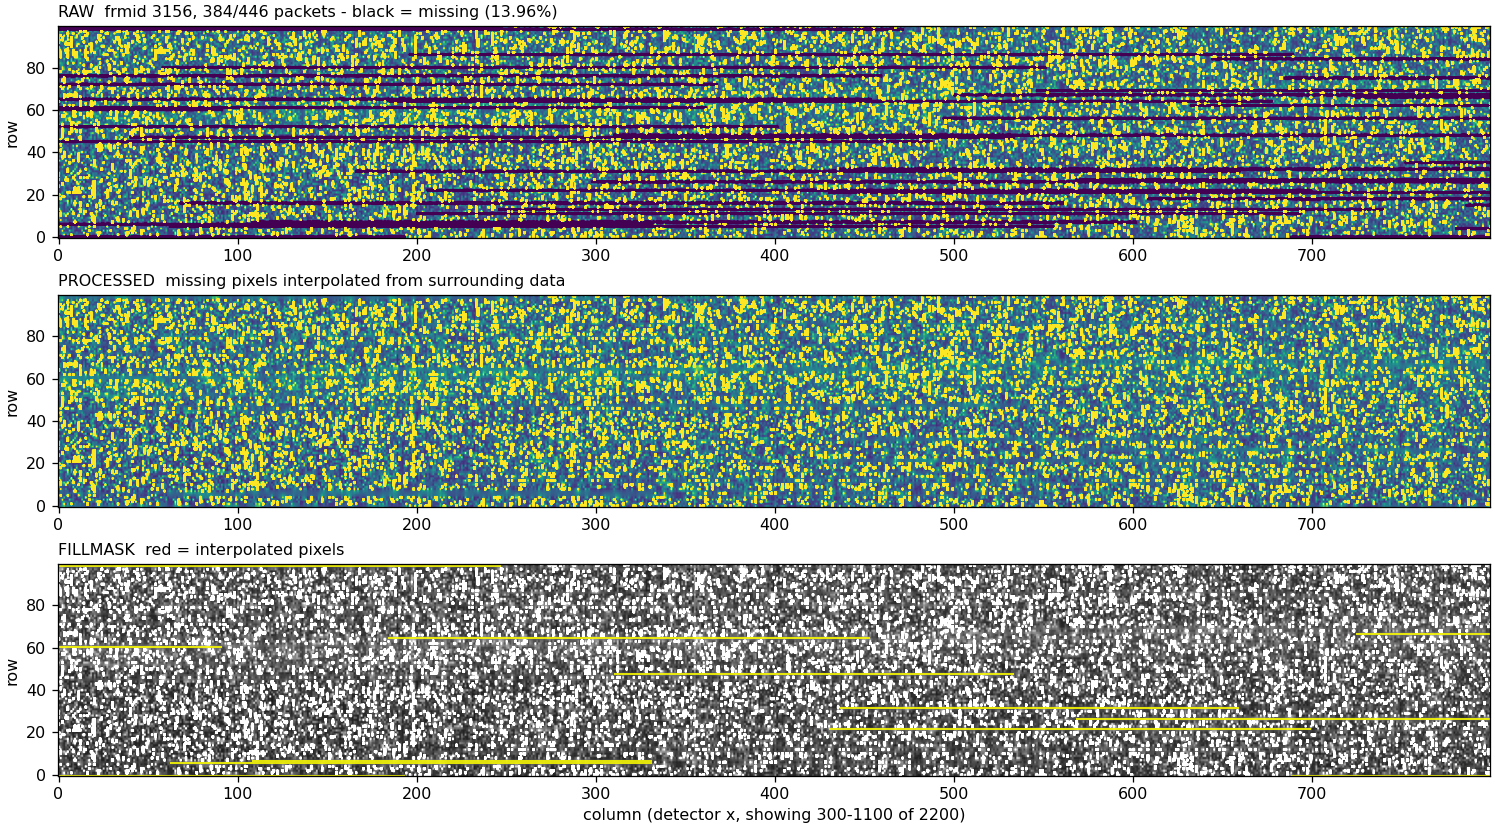 RAW  frmid 3156, 384/446 packets - black = missing (13.96%)
row
80
60
40
20
0
0 100 200 300 400 500 600 700
PROCESSED  missing pixels interpolated from surrounding data
row
80
60
40
20
0
0 100 200 300 400 500 600 700
FILLMASK  red = interpolated pixels
row
80
60
40
20
0
0 100 200 300 400 500 600 700
column (detector x, showing 300-1100 of 2200)